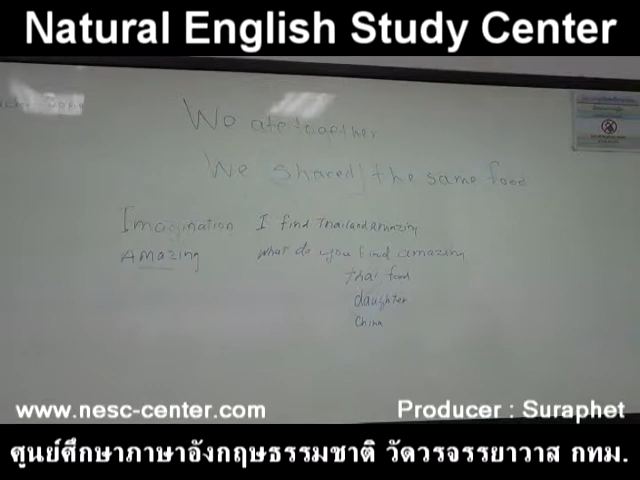 Natural English Study Center
We ate together
We shared the same food
Imagination I find Thailand amazing
Amazing what do you find amazing
thai food
daughter
China
www.nesc-center.com Producer : Suraphet
ศูนย์ศึกษาภาษาอังกฤษธรรมชาติ วัดวรจรรยาวาส กทม.